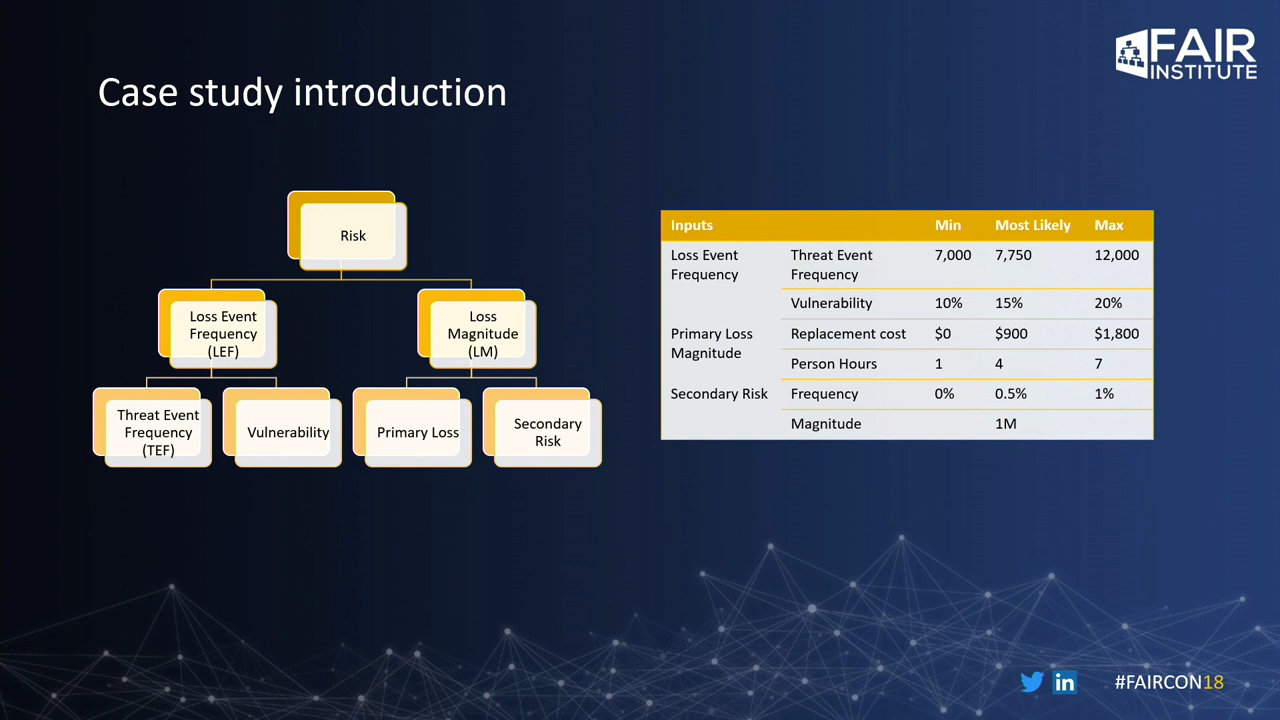 FAIR
INSTITUTE
Case study introduction
Risk
Loss Event
Frequency
(LEF)
Loss
Magnitude
(LM)
Threat Event
Frequency
(TEF)
Vulnerability
Primary Loss
Secondary
Risk
Inputs Min Most Likely Max
Loss Event
Frequency
Threat Event
Frequency
7,000 7,750 12,000
Vulnerability 10% 15% 20%
Primary Loss
Magnitude
Replacement cost $0 $900 $1,800
Person Hours 1 4 7
Secondary Risk Frequency 0% 0.5% 1%
Magnitude 1M
in #FAIRCON18